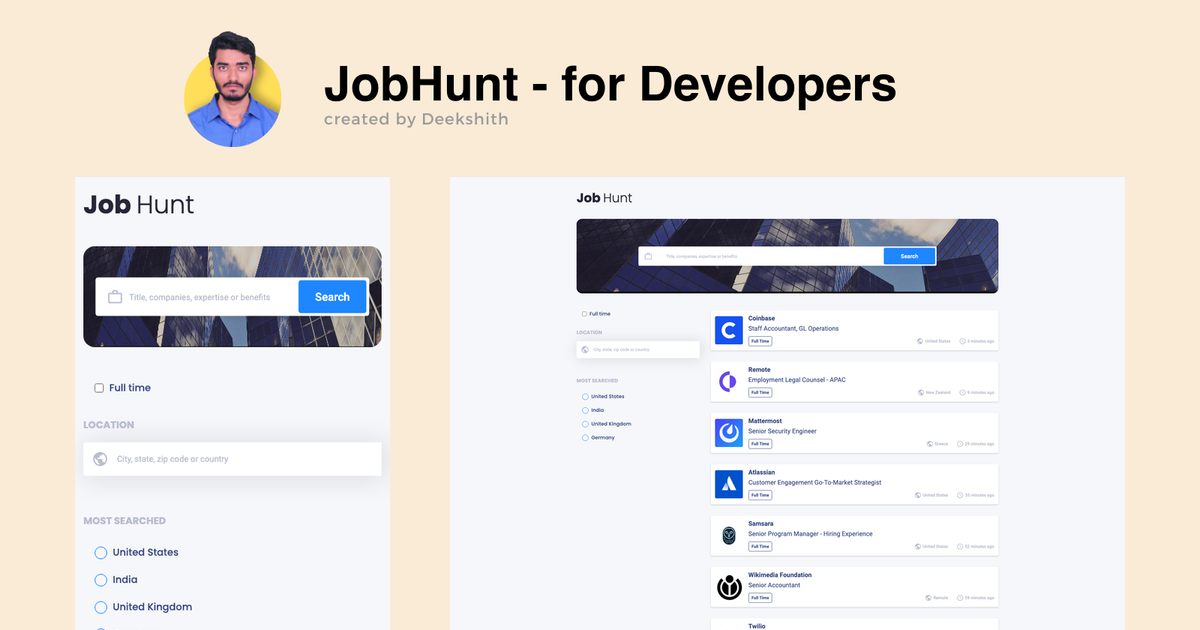 JobHunt - for Developers
created by Deekshith
Job Hunt
Title, companies, expertise or benefits
Search
Full time
LOCATION
City, state, zip code or country
MOST SEARCHED
United States
India
United Kingdom
Job Hunt
Title, companies, expertise or benefits
Search
Full time
LOCATION
City, state, zip code or country
MOST SEARCHED
United States
India
United Kingdom
Germany
Coinbase
Staff Accountant, GL Operations
Full Time
United States
3 minutes ago
Remote
Employment Legal Counsel - APAC
Full Time
New Zealand
9 minutes ago
Mattermost
Senior Security Engineer
Full Time
Greece
29 minutes ago
Atlassian
Customer Engagement Go-To-Market Strategist
Full Time
United States
35 minutes ago
Samsara
Senior Program Manager - Hiring Experience
Full Time
United States
52 minutes ago
Wikimedia Foundation
Senior Accountant
Full Time
Remote
59 minutes ago
Twilio